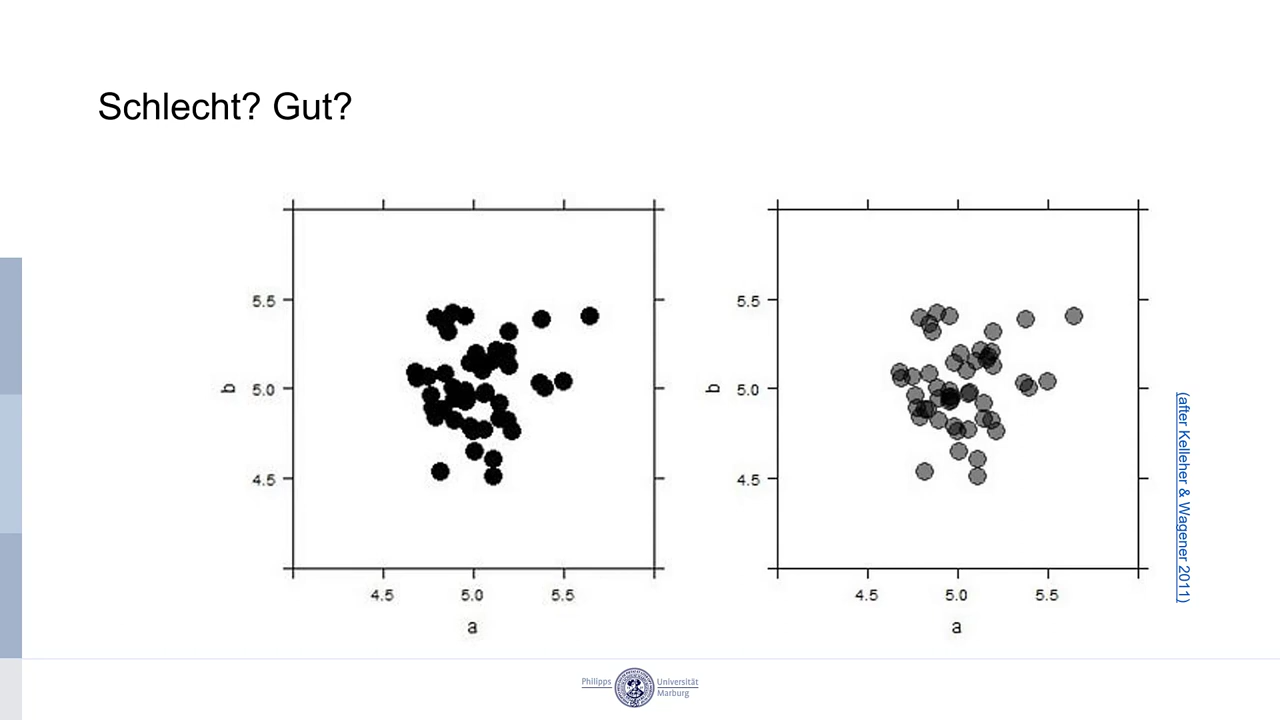 Schlecht? Gut?
5.5
5.0
4.5
b
4.5 5.0 5.5
a
5.5
5.0
4.5
b
4.5 5.0 5.5
a
(after Kelleher & Wagener 2011)
Philipps Universität
Marburg